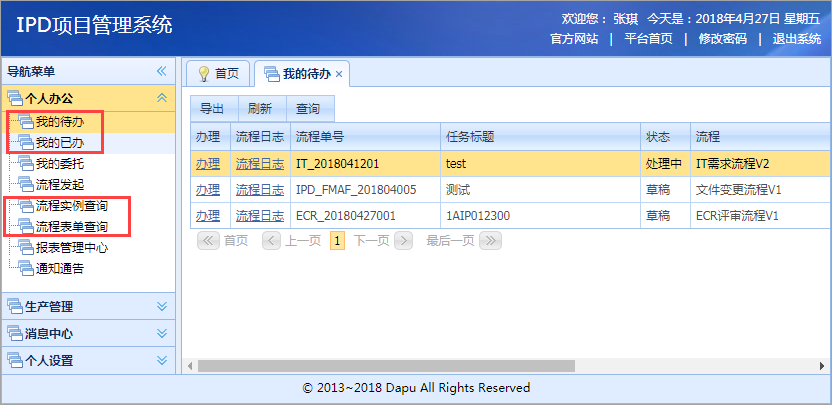 IPD项目管理系统
欢迎您： 张琪 今天是：2018年4月27日 星期五
官方网站 | 平台首页 | 修改密码 | 退出系统
导航菜单
个人办公
我的待办
我的已办
我的委托
流程发起
流程实例查询
流程表单查询
报表管理中心
通知通告
生产管理
消息中心
个人设置
首页 我的待办
导出 刷新 查询
办理 流程日志 流程单号 任务标题 状态 流程
办理 流程日志 IT_2018041201 test 处理中 IT需求流程V2
办理 流程日志 IPD_FMAF_201804005 测试 草稿 文件变更流程V1
办理 流程日志 ECR_20180427001 1AIP012300 草稿 ECR评审流程V1
首页 上一页 1 下一页 最后一页
© 2013~2018 Dapu All Rights Reserved